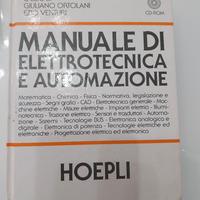 GIULIANO ORTOLANI
EZIO VENTURI
CD-ROM
MANUALE DI
ELETTROTECNICA
E AUTOMAZIONE
Matematica - Chimica - Fisica - Normativa, legislazione e
sicurezza - Segni grafici - CAD - Elettrotecnica generale - Mac-
chine elettriche - Misure elettriche - Impianti elettrici - Illumi-
notecnica - Trazione elettrica - Sensori e trasduttori - Automa-
zione - Sistemi - Tecnologie BUS - Elettronica analogica e
digitale - Elettronica di potenza - Tecnologie elettriche ed
elettroniche - Progettazione elettrica ed elettronica
HOEPLI